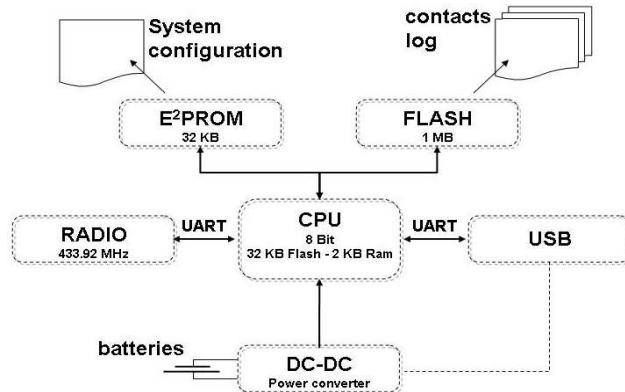 System
configuration
contacts
log
E²PROM
32 KB
FLASH
1 MB
RADIO
433.92 MHz
UART
CPU
8 Bit
32 KB Flash - 2 KB Ram
UART
USB
batteries
DC-DC
Power converter